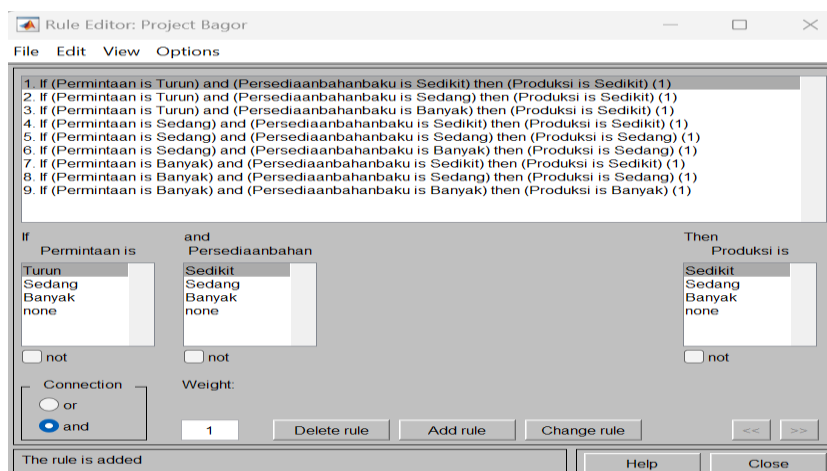 Rule Editor: Project Bagor
File Edit View Options
1. If (Permintaan is Turun) and (Persediaanbahanbaku is Sedikit) then (Produksi is Sedikit) (1)
2. If (Permintaan is Turun) and (Persediaanbahanbaku is Sedang) then (Produksi is Sedikit) (1)
3. If (Permintaan is Turun) and (Persediaanbahanbaku is Banyak) then (Produksi is Sedikit) (1)
4. If (Permintaan is Sedang) and (Persediaanbahanbaku is Sedikit) then (Produksi is Sedikit) (1)
5. If (Permintaan is Sedang) and (Persediaanbahanbaku is Sedang) then (Produksi is Sedang) (1)
6. If (Permintaan is Sedang) and (Persediaanbahanbaku is Banyak) then (Produksi is Sedang) (1)
7. If (Permintaan is Banyak) and (Persediaanbahanbaku is Sedikit) then (Produksi is Sedikit) (1)
8. If (Permintaan is Banyak) and (Persediaanbahanbaku is Sedang) then (Produksi is Sedang) (1)
9. If (Permintaan is Banyak) and (Persediaanbahanbaku is Banyak) then (Produksi is Banyak) (1)
If and Then
Permintaan is Persediaanbahan Produksi is
Turun Sedikit Sedikit
Sedang Sedang Sedang
Banyak Banyak Banyak
none none none
not not not
Connection Weight:
or
and 1 Delete rule Add rule Change rule << >>
The rule is added Help Close